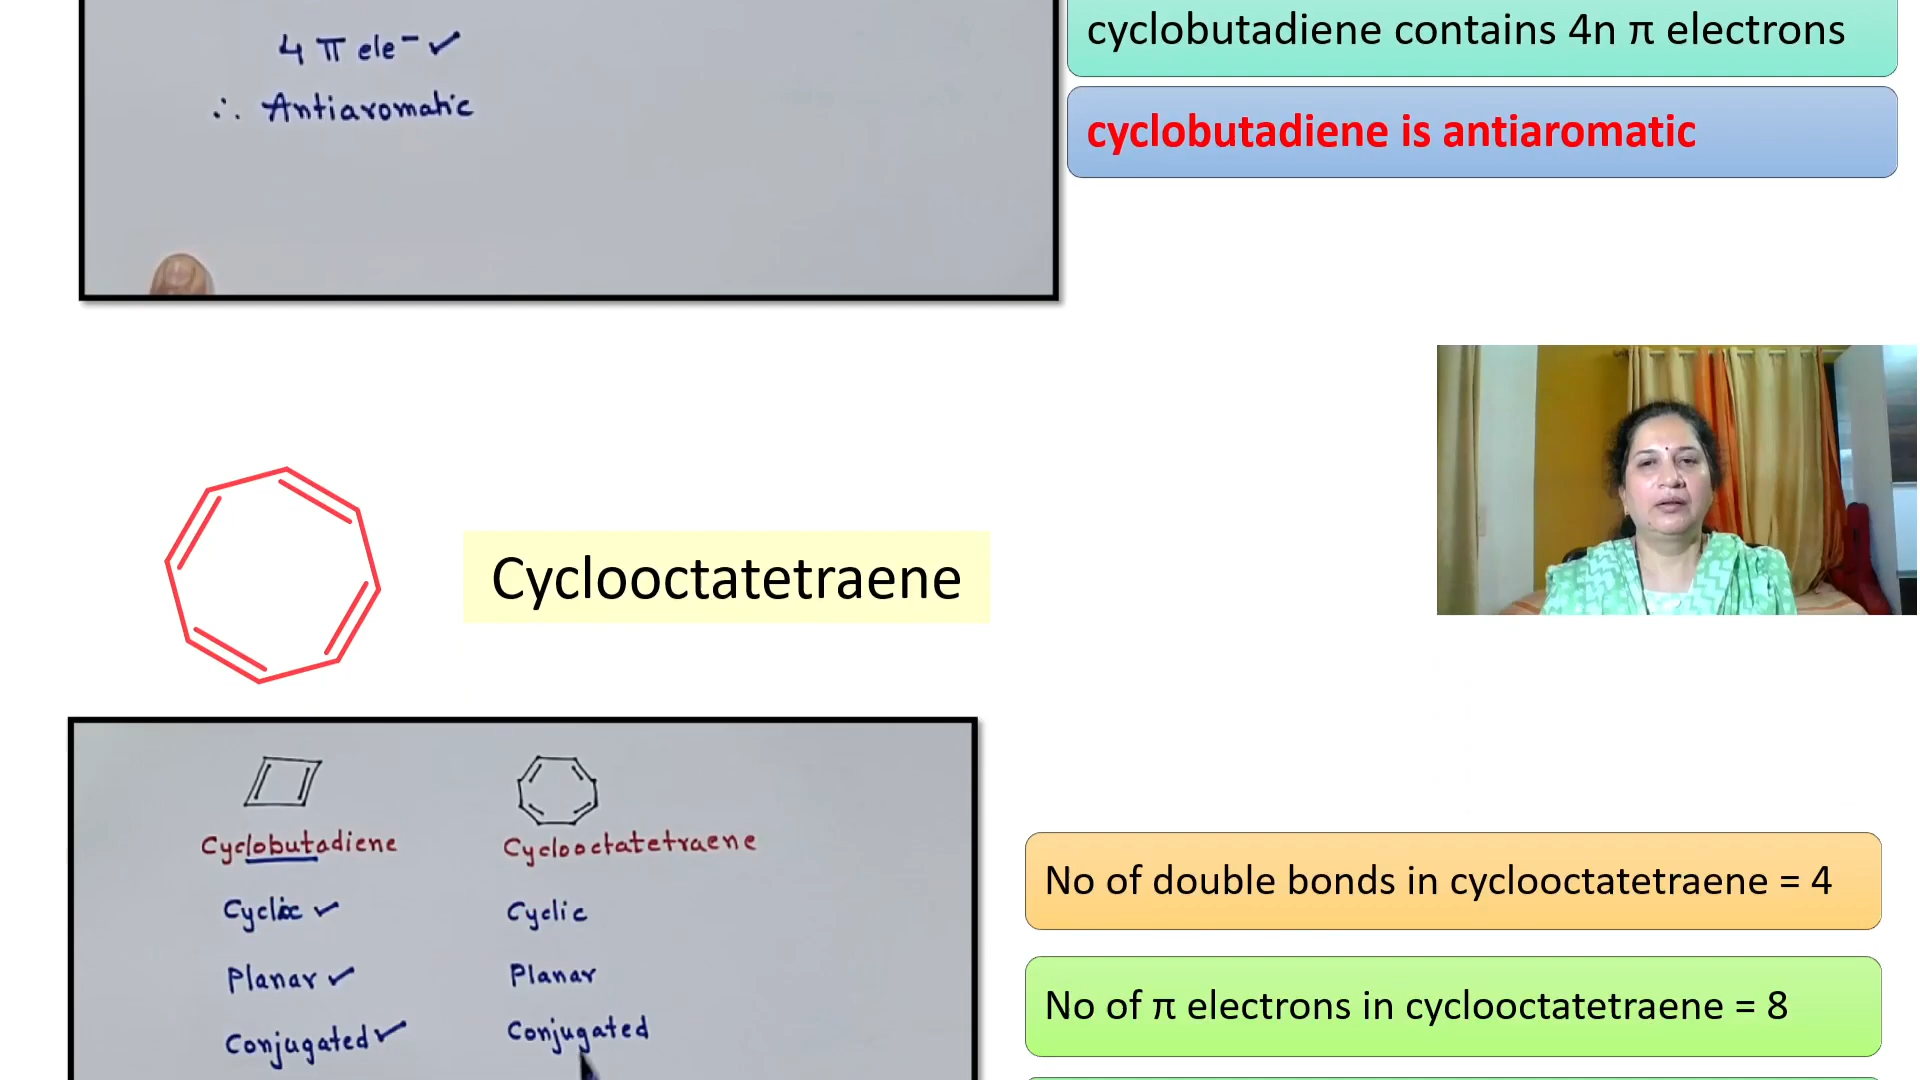 4 π ele⁻ ✓
∴ Antiaromatic
cyclobutadiene contains 4n π electrons
cyclobutadiene is antiaromatic
Cyclooctatetraene
Cyclobutadiene
Cyclooctatetraene
Cyclic ✓
Cyclic
Planar ✓
Planar
Conjugated ✓
Conjugated
No of double bonds in cyclooctatetraene = 4
No of π electrons in cyclooctatetraene = 8